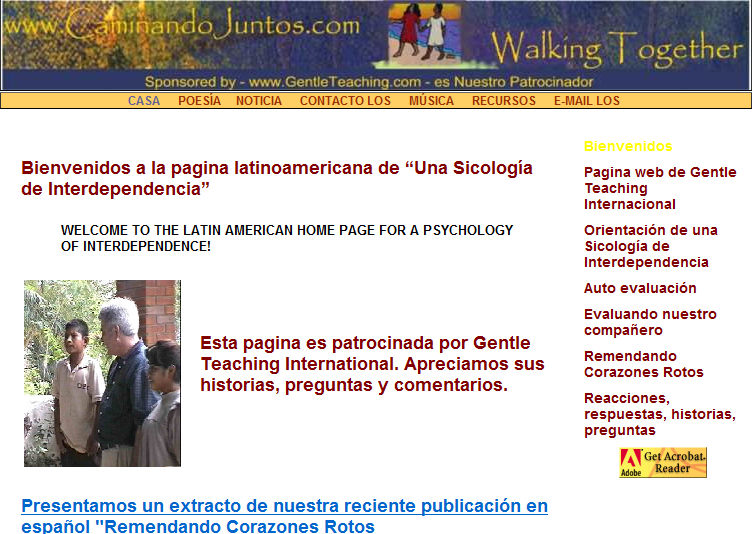 www.CaminandoJuntos.com
Walking Together
Sponsored by - www.GentleTeaching.com - es Nuestro Patrocinador
CASA POESÍA NOTICIA CONTACTO LOS MÚSICA RECURSOS E-MAIL LOS
Bienvenidos a la pagina latinoamericana de “Una Sicología
de Interdependencia”
WELCOME TO THE LATIN AMERICAN HOME PAGE FOR A PSYCHOLOGY
OF INTERDEPENDENCE!
Esta pagina es patrocinada por Gentle
Teaching International. Apreciamos sus
historias, preguntas y comentarios.
Presentamos un extracto de nuestra reciente publicación en
español "Remendando Corazones Rotos
Bienvenidos
Pagina web de Gentle
Teaching
Internacional
Orientación de una
Sicología de
Interdependencia
Auto evaluación
Evaluando nuestro
compañero
Remendando
Corazones Rotos
Reacciones,
respuestas, historias,
preguntas
Adobe
Get Acrobat
Reader